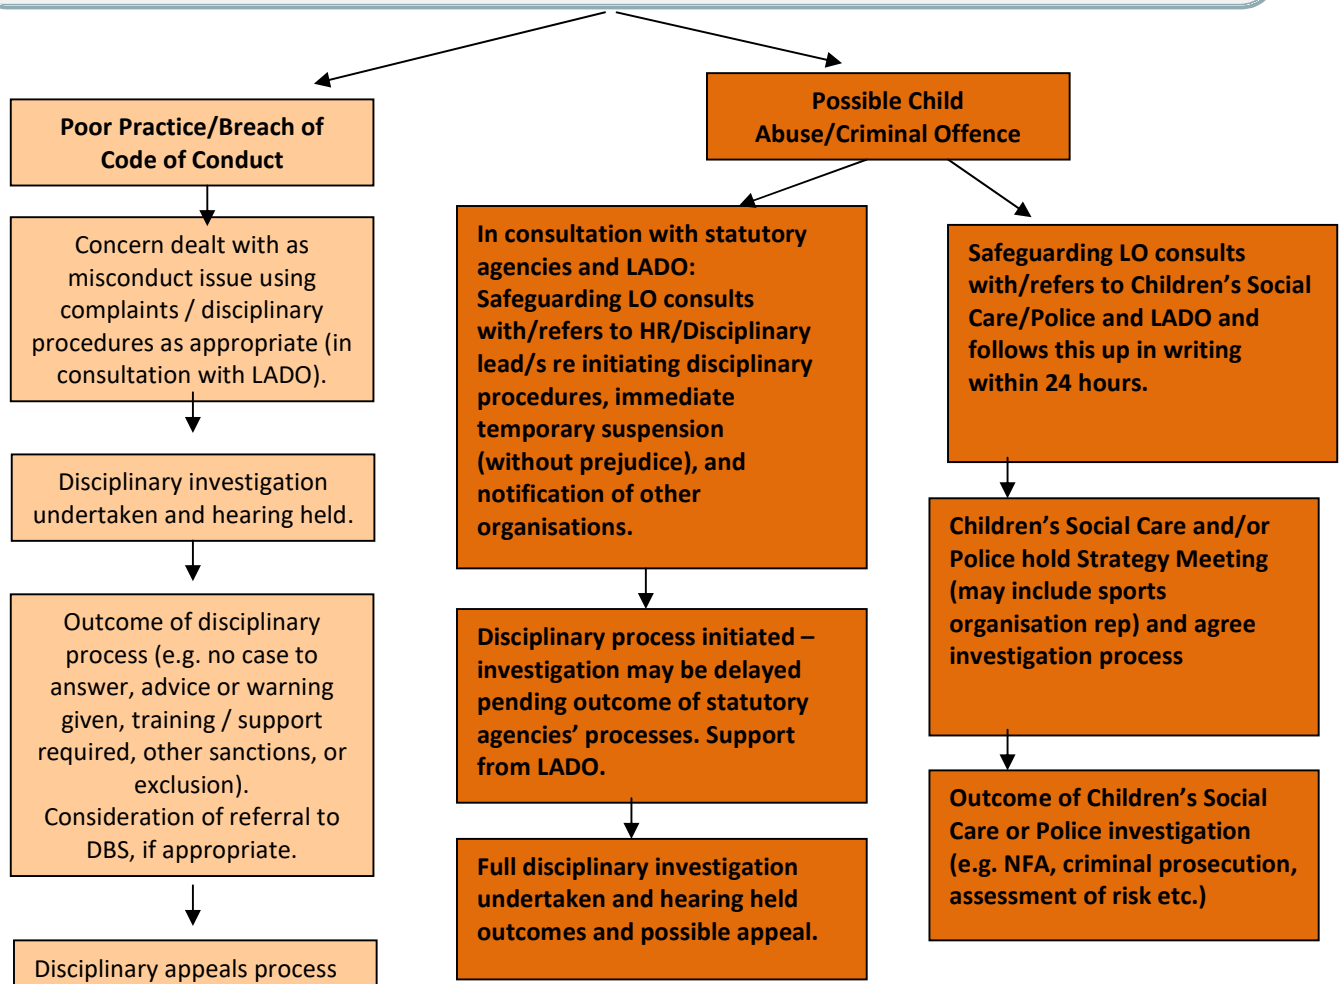 Poor Practice/Breach of
Code of Conduct
Concern dealt with as
misconduct issue using
complaints / disciplinary
procedures as appropriate (in
consultation with LADO).
Disciplinary investigation
undertaken and hearing held.
Outcome of disciplinary
process (e.g. no case to
answer, advice or warning
given, training / support
required, other sanctions, or
exclusion).
Consideration of referral to
DBS, if appropriate.
Disciplinary appeals process
Possible Child
Abuse/Criminal Offence
In consultation with statutory
agencies and LADO:
Safeguarding LO consults
with/refers to HR/Disciplinary
lead/s re initiating disciplinary
procedures, immediate
temporary suspension
(without prejudice), and
notification of other
organisations.
Disciplinary process initiated –
investigation may be delayed
pending outcome of statutory
agencies’ processes. Support
from LADO.
Full disciplinary investigation
undertaken and hearing held
outcomes and possible appeal.
Safeguarding LO consults
with/refers to Children’s Social
Care/Police and LADO and
follows this up in writing
within 24 hours.
Children’s Social Care and/or
Police hold Strategy Meeting
(may include sports
organisation rep) and agree
investigation process
Outcome of Children’s Social
Care or Police investigation
(e.g. NFA, criminal prosecution,
assessment of risk etc.)